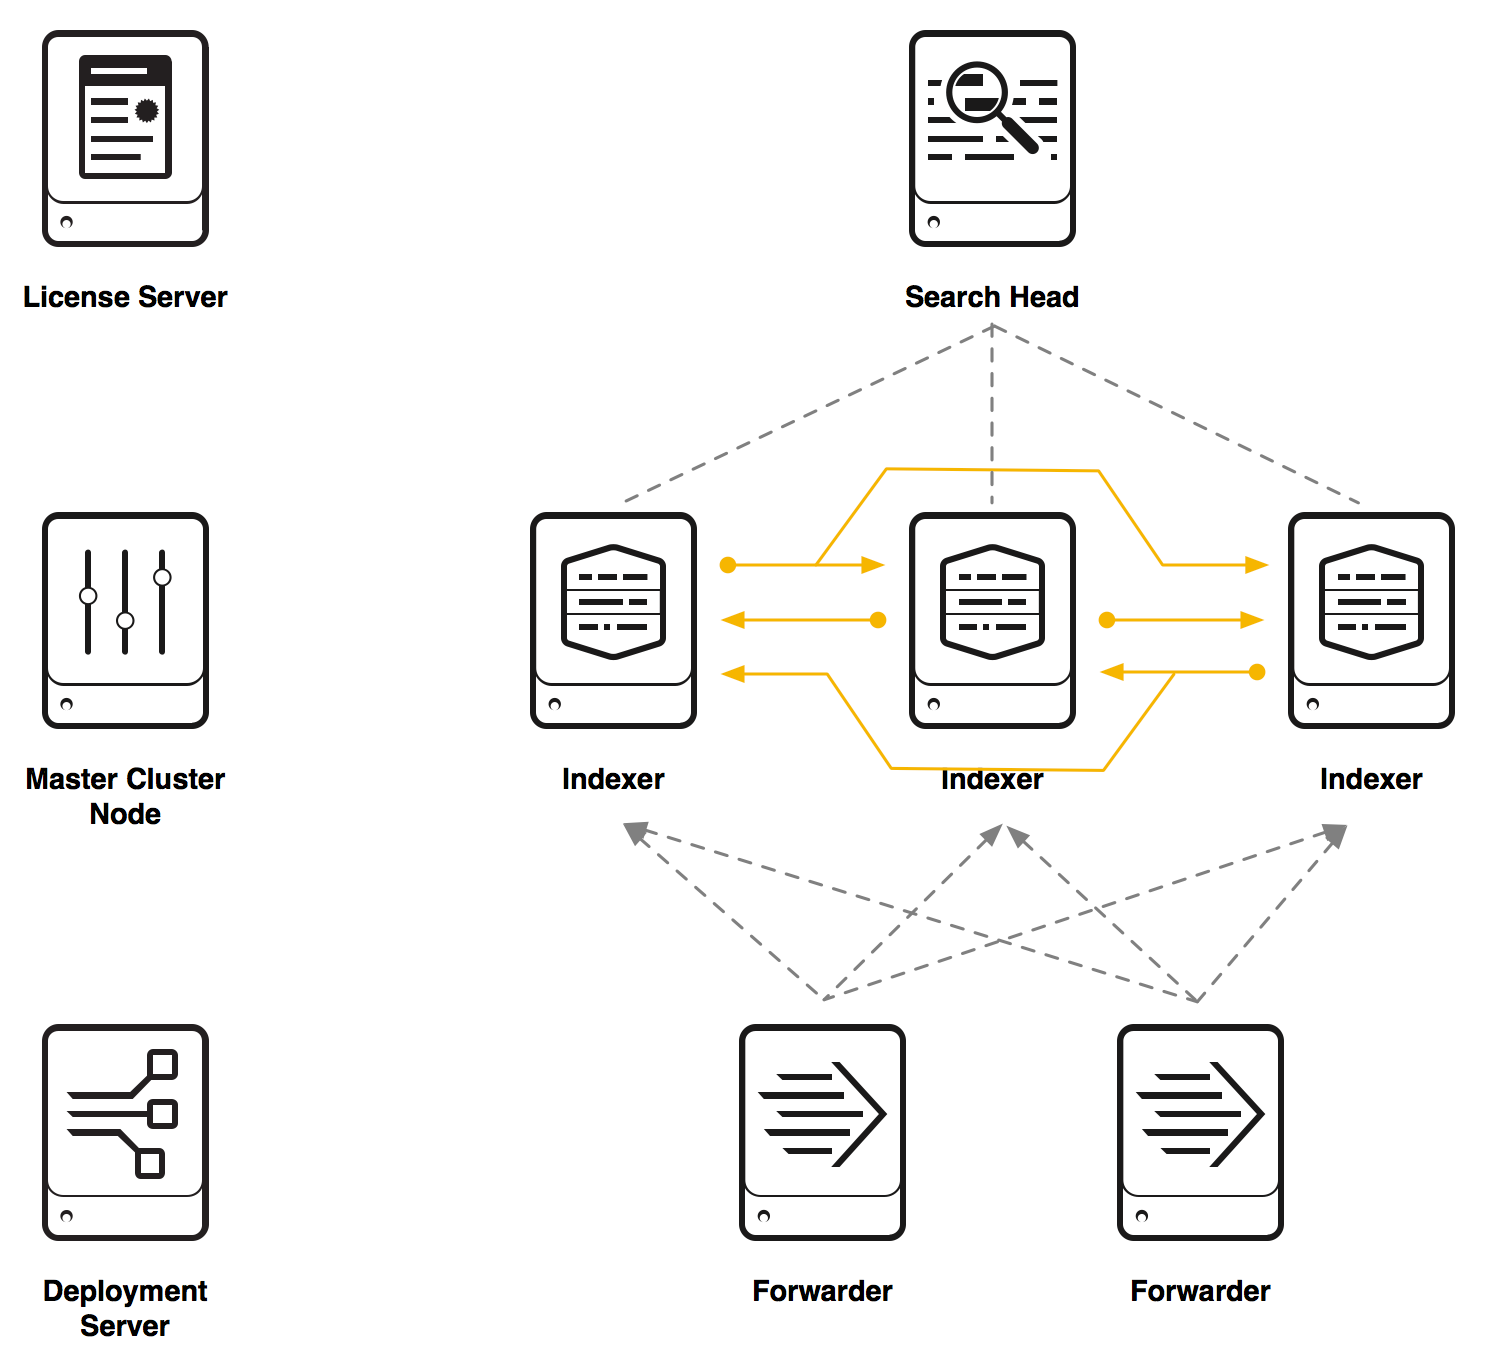 License Server
Search Head
Master Cluster
Node
Indexer
Indexer
Indexer
Deployment
Server
Forwarder
Forwarder